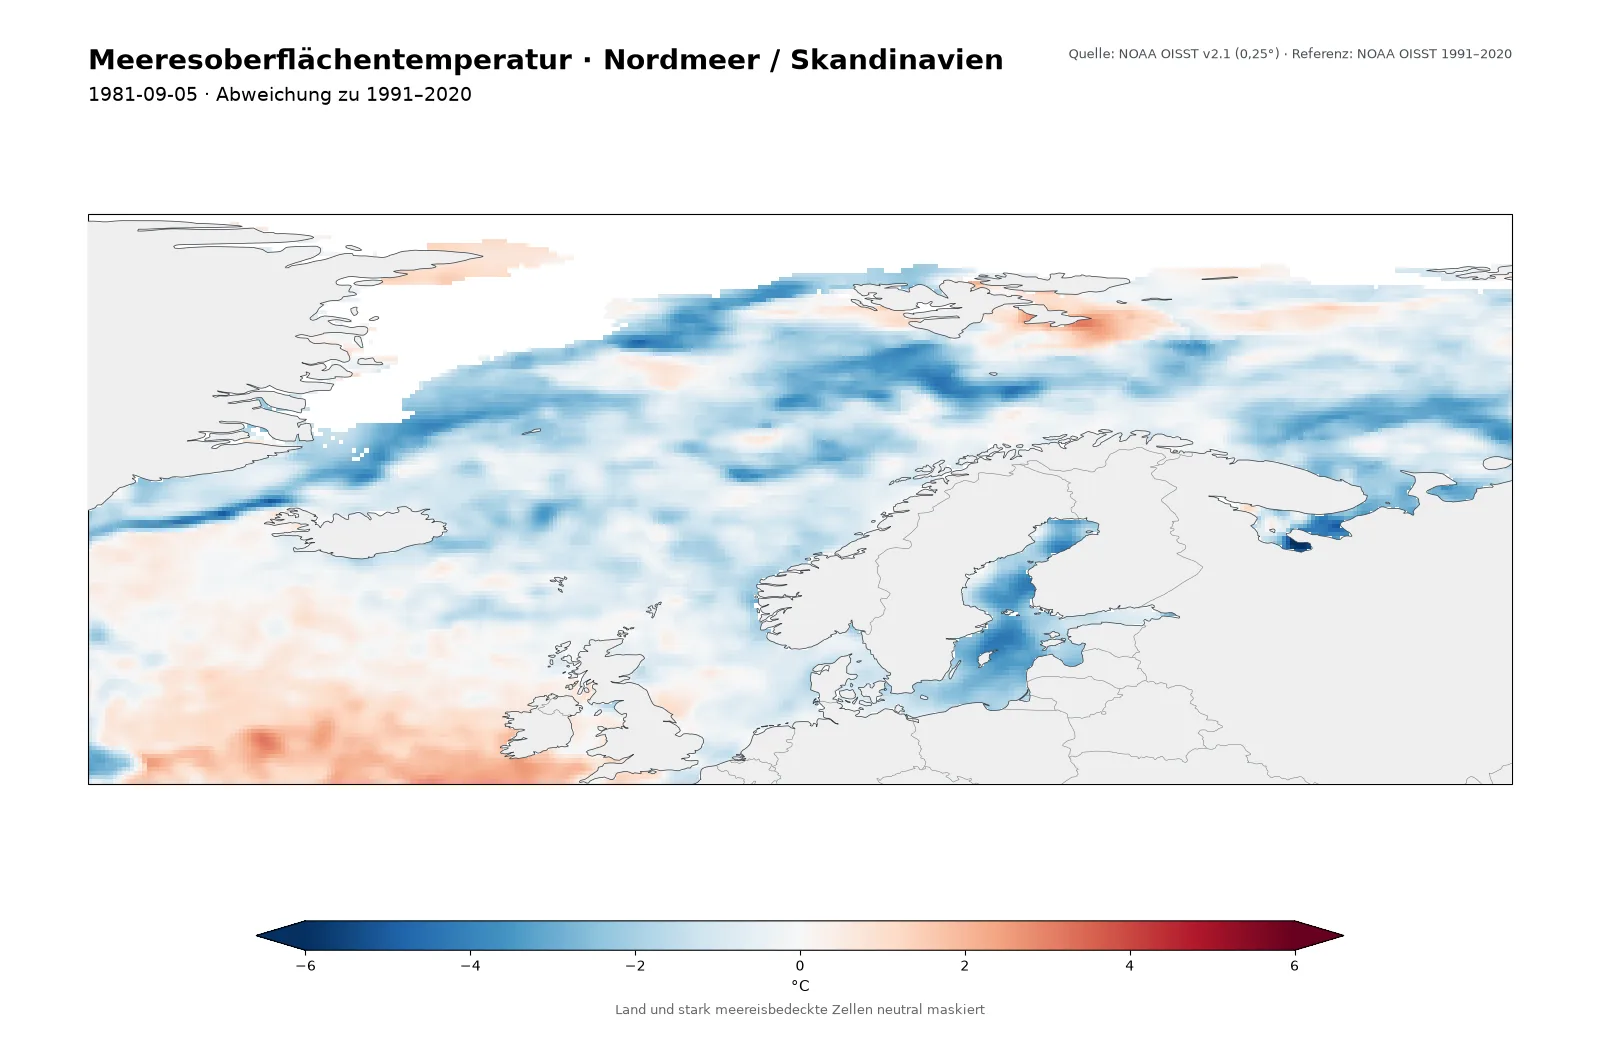 Meeresoberflächentemperatur · Nordmeer / Skandinavien
Quelle: NOAA OISST v2.1 (0,25°) · Referenz: NOAA OISST 1991–2020
1981-09-05 · Abweichung zu 1991–2020
−6 −4 −2 0 2 4 6
°C
Land und stark meereisbedeckte Zellen neutral maskiert